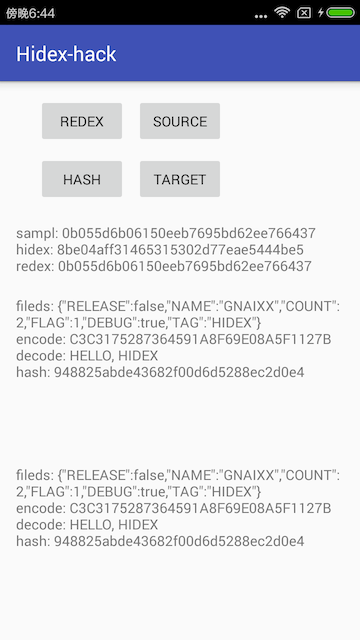 傍晚6:44
Hidex-hack
REDEX SOURCE
HASH TARGET
sampl: 0b055d6b06150eeb7695bd62ee766437
hidex: 8be04aff31465315302d77eae5444be5
redex: 0b055d6b06150eeb7695bd62ee766437
fileds: {"RELEASE":false,"NAME":"GNAIXX","COUNT":
2,"FLAG":1,"DEBUG":true,"TAG":"HIDEX"}
encode: C3C3175287364591A8F69E08A5F1127B
decode: HELLO, HIDEX
hash: 948825abde43682f00d6d5288ec2d0e4
fileds: {"RELEASE":false,"NAME":"GNAIXX","COUNT":
2,"FLAG":1,"DEBUG":true,"TAG":"HIDEX"}
encode: C3C3175287364591A8F69E08A5F1127B
decode: HELLO, HIDEX
hash: 948825abde43682f00d6d5288ec2d0e4